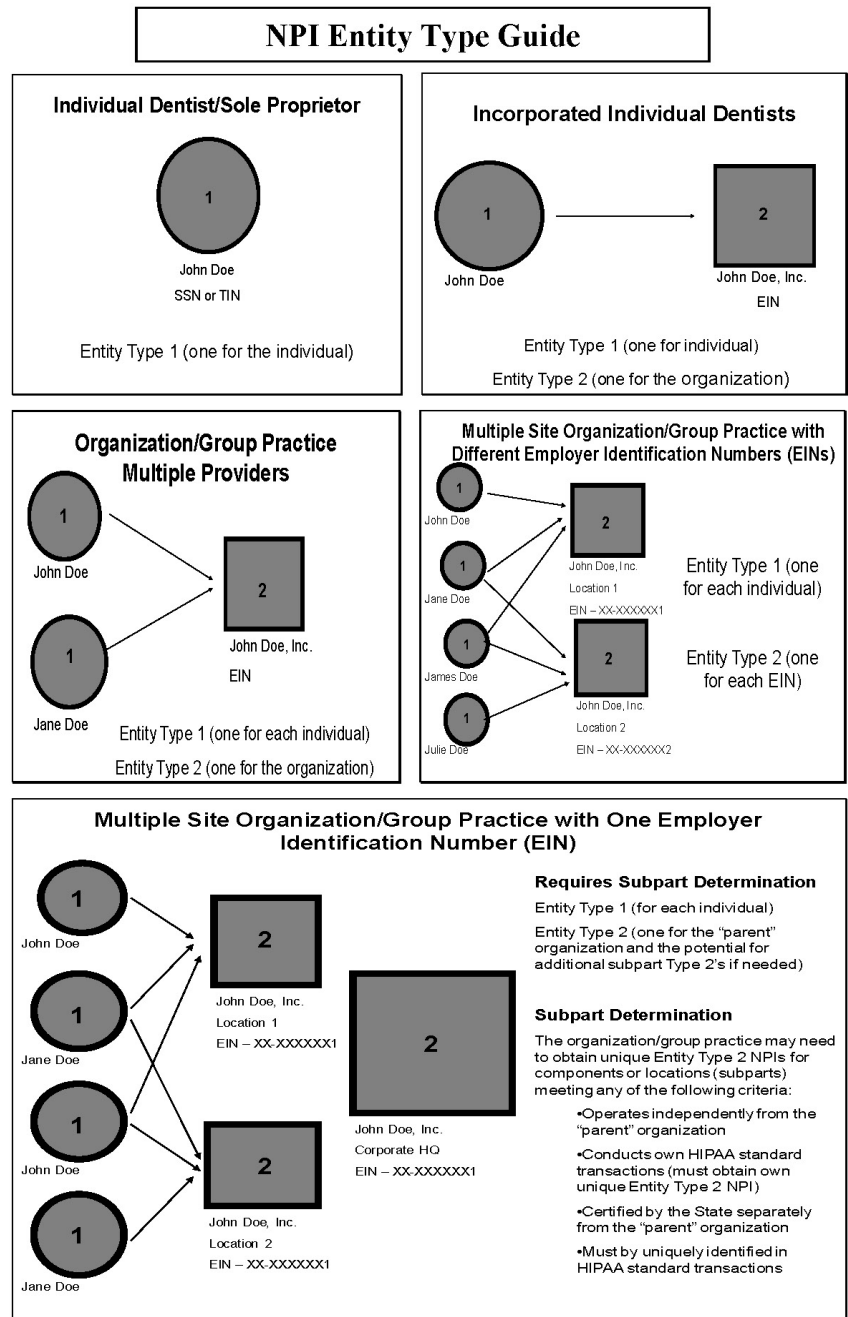 NPI Entity Type Guide
Individual Dentist/Sole Proprietor
1
John Doe
SSN or TIN
Entity Type 1 (one for the individual)
Incorporated Individual Dentists
1
2
John Doe
John Doe, Inc.
EIN
Entity Type 1 (one for individual)
Entity Type 2 (one for the organization)
Organization/Group Practice
Multiple Providers
1
John Doe
2
John Doe, Inc.
EIN
1
Jane Doe
Entity Type 1 (one for each individual)
Entity Type 2 (one for the organization)
Multiple Site Organization/Group Practice with
Different Employer Identification Numbers (EINs)
1
John Doe
1
Jane Doe
1
James Doe
1
Julie Doe
2
John Doe, Inc.
Location 1
EIN – XX-XXXXXX1
2
John Doe, Inc.
Location 2
EIN – XX-XXXXXX2
Entity Type 1 (one
for each individual)
Entity Type 2 (one
for each EIN)
Multiple Site Organization/Group Practice with One Employer
Identification Number (EIN)
1
John Doe
1
Jane Doe
1
John Doe
1
Jane Doe
2
John Doe, Inc.
Location 1
EIN – XX-XXXXXX1
2
John Doe, Inc.
Location 2
EIN – XX-XXXXXX1
2
John Doe, Inc.
Corporate HQ
EIN – XX-XXXXXX1
Requires Subpart Determination
Entity Type 1 (for each individual)
Entity Type 2 (one for the “parent”
organization and the potential for
additional subpart Type 2’s if needed)
Subpart Determination
The organization/group practice may need
to obtain unique Entity Type 2 NPIs for
components or locations (subparts)
meeting any of the following criteria:
•Operates independently from the
“parent” organization
•Conducts own HIPAA standard
transactions (must obtain own
unique Entity Type 2 NPI)
•Certified by the State separately
from the “parent” organization
•Must by uniquely identified in
HIPAA standard transactions